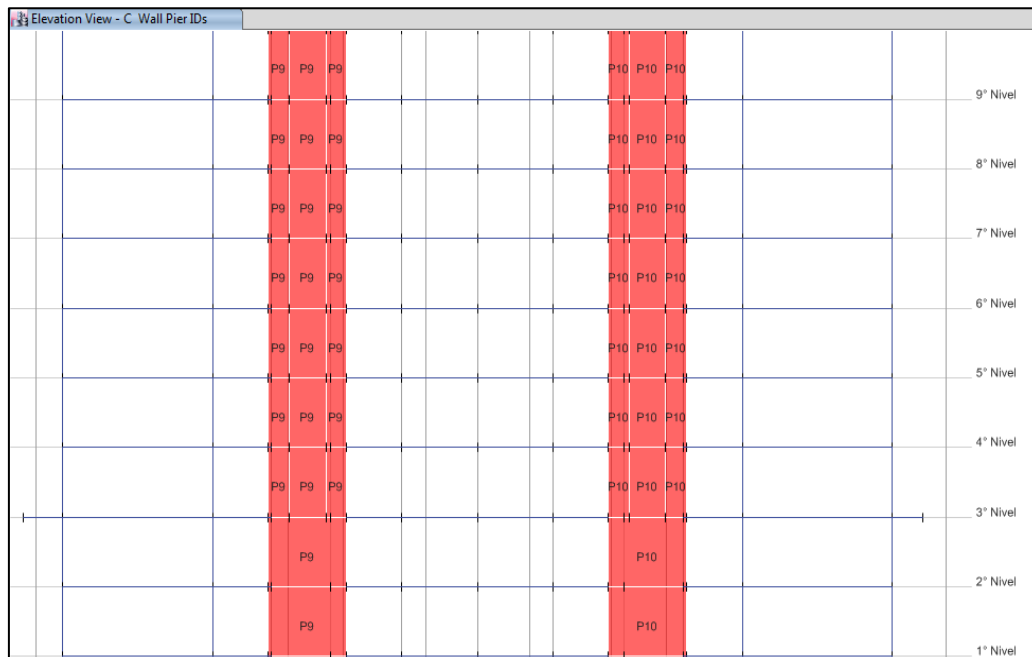 Elevation View - C Wall Pier IDs
P9 P9 P9 P10 P10 P10
9° Nivel
P9 P9 P9 P10 P10 P10
8° Nivel
P9 P9 P9 P10 P10 P10
7° Nivel
P9 P9 P9 P10 P10 P10
6° Nivel
P9 P9 P9 P10 P10 P10
5° Nivel
P9 P9 P9 P10 P10 P10
4° Nivel
P9 P9 P9 P10 P10 P10
3° Nivel
P9 P10
2° Nivel
P9 P10
1° Nivel